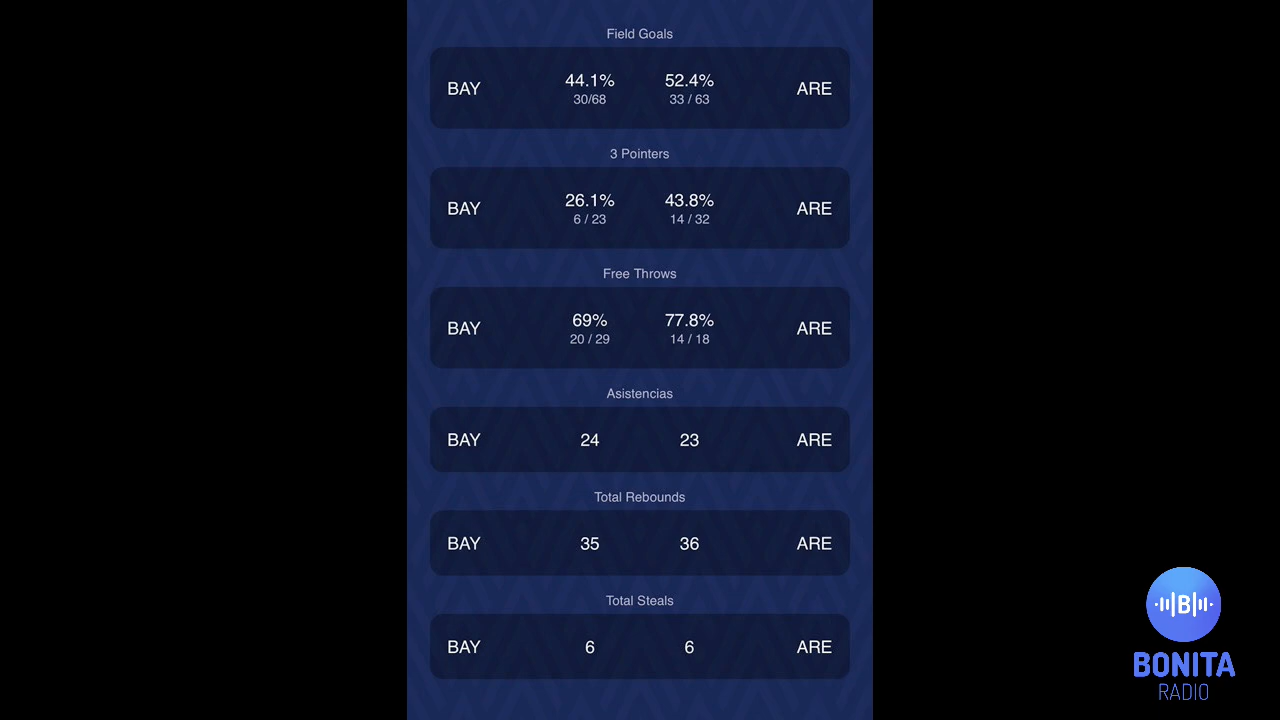 Field Goals
BAY 44.1% 52.4% ARE
30/68 33 / 63
3 Pointers
BAY 26.1% 43.8% ARE
6 / 23 14 / 32
Free Throws
BAY 69% 77.8% ARE
20 / 29 14 / 18
Asistencias
BAY 24 23 ARE
Total Rebounds
BAY 35 36 ARE
Total Steals
BAY 6 6 ARE
B
BONITA
RADIO